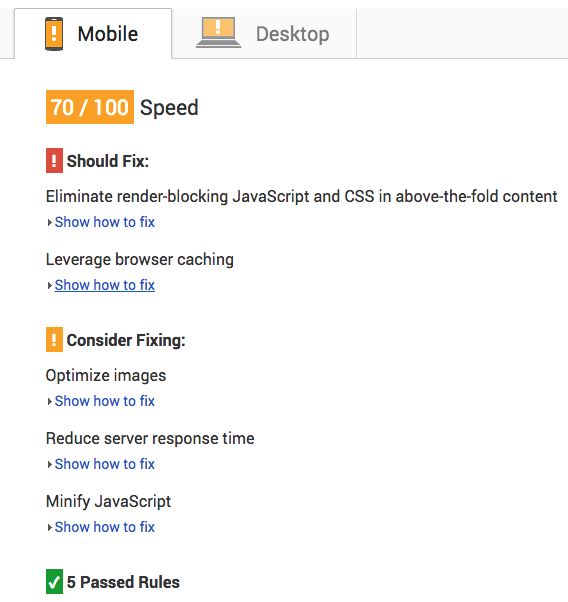 Mobile
Desktop
70 / 100 Speed
! Should Fix:
Eliminate render-blocking JavaScript and CSS in above-the-fold content
Show how to fix
Leverage browser caching
Show how to fix
! Consider Fixing:
Optimize images
Show how to fix
Reduce server response time
Show how to fix
Minify JavaScript
Show how to fix
5 Passed Rules